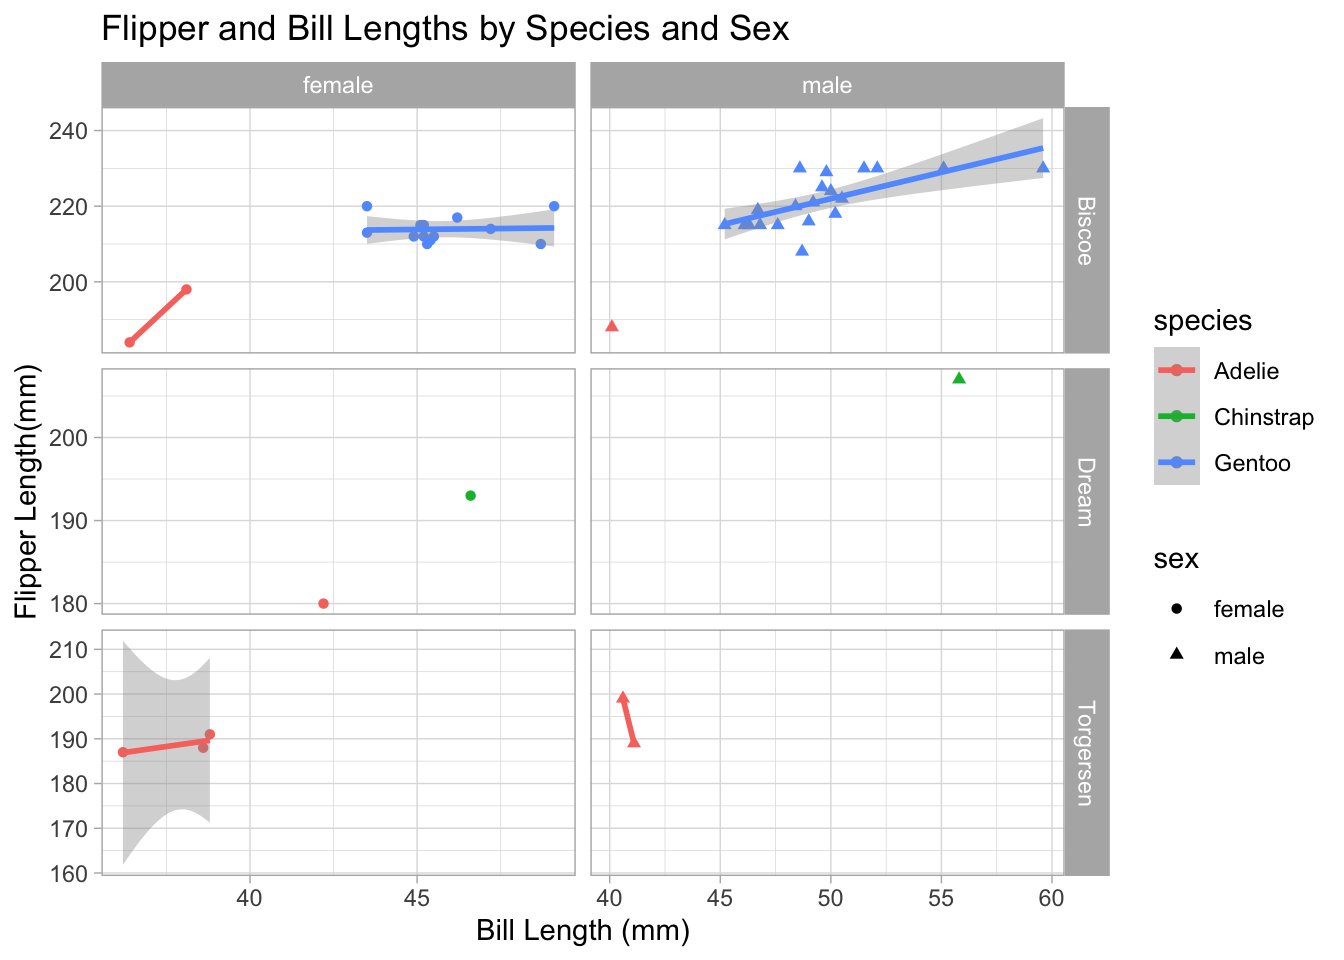 Flipper and Bill Lengths by Species and Sex
female
male
240
220
200
Biscoe
200
190
180
Dream
210
200
190
180
170
160
Torgersen
40
45
40
45
50
55
60
Bill Length (mm)
Flipper Length(mm)
species
Adelie
Chinstrap
Gentoo
sex
female
male